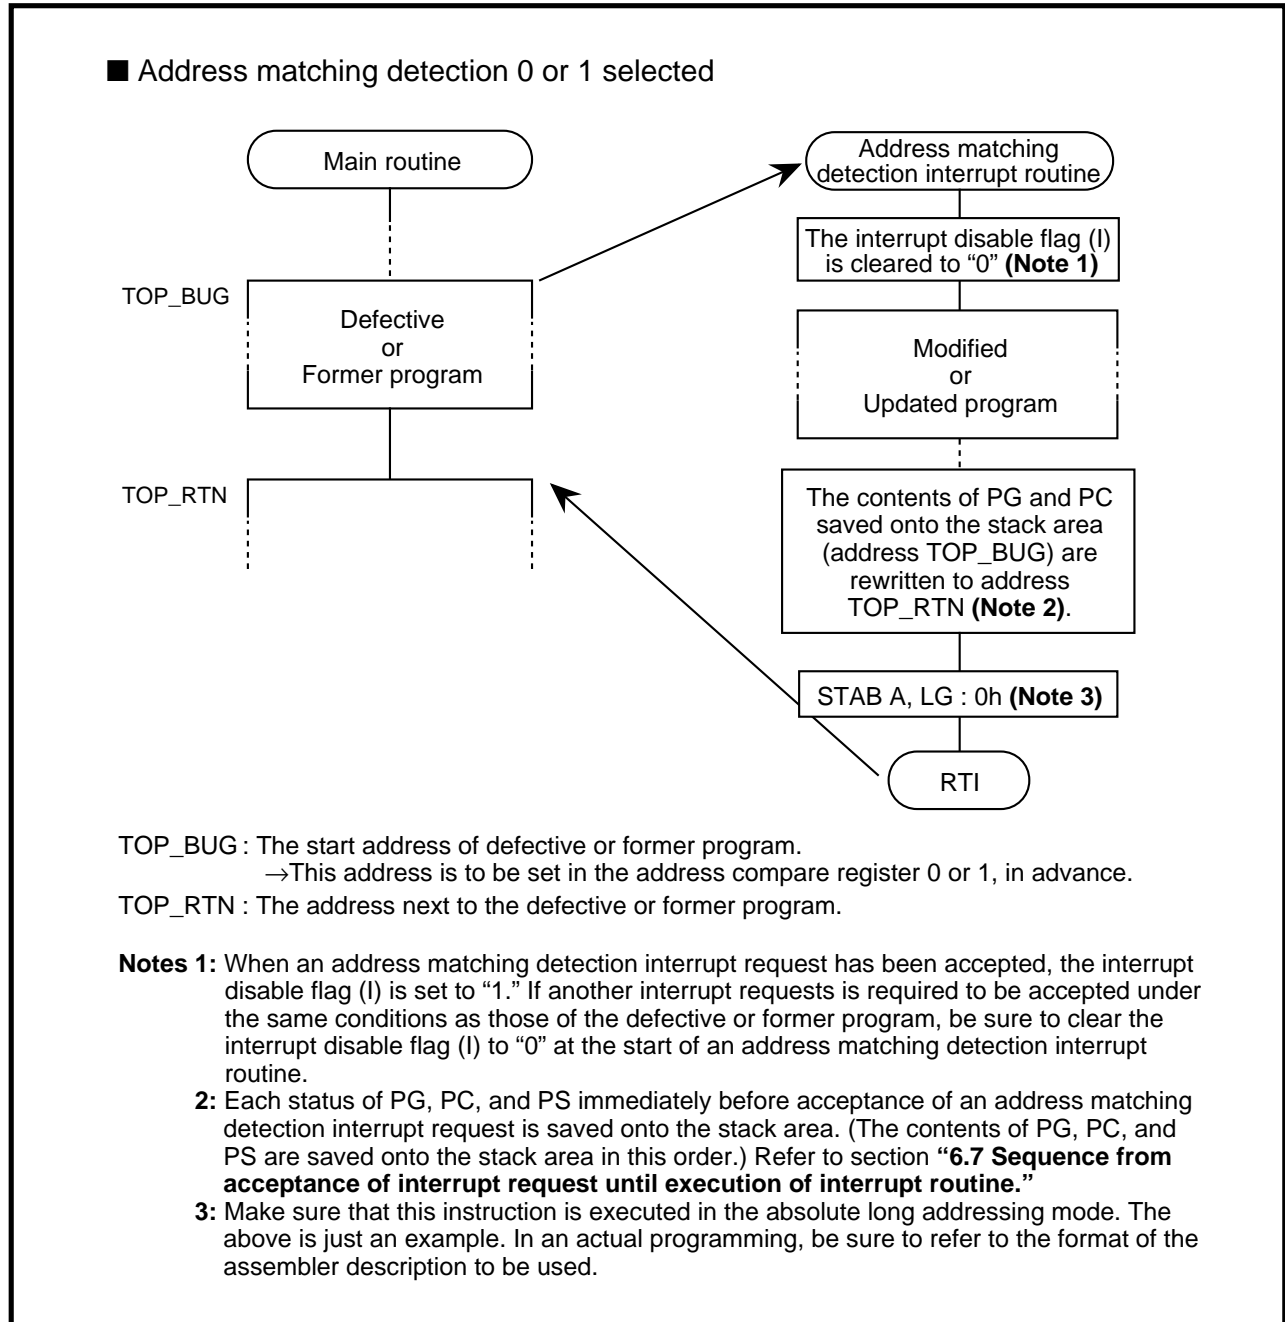 ■ Address matching detection 0 or 1 selected
Main routine
TOP_BUG
Defective
or
Former program
TOP_RTN
Address matching
detection interrupt routine
The interrupt disable flag (I)
is cleared to “0” (Note 1)
Modified
or
Updated program
The contents of PG and PC
saved onto the stack area
(address TOP_BUG) are
rewritten to address
TOP_RTN (Note 2).
STAB A, LG : 0h (Note 3)
RTI
TOP_BUG : The start address of defective or former program.
→This address is to be set in the address compare register 0 or 1, in advance.
TOP_RTN : The address next to the defective or former program.
Notes 1: When an address matching detection interrupt request has been accepted, the interrupt
disable flag (I) is set to “1.” If another interrupt requests is required to be accepted under
the same conditions as those of the defective or former program, be sure to clear the
interrupt disable flag (I) to “0” at the start of an address matching detection interrupt
routine.
2: Each status of PG, PC, and PS immediately before acceptance of an address matching
detection interrupt request is saved onto the stack area. (The contents of PG, PC, and
PS are saved onto the stack area in this order.) Refer to section “6.7 Sequence from
acceptance of interrupt request until execution of interrupt routine.”
3: Make sure that this instruction is executed in the absolute long addressing mode. The
above is just an example. In an actual programming, be sure to refer to the format of the
assembler description to be used.